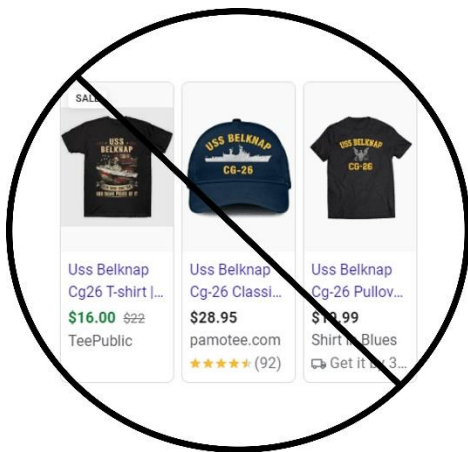 SALE
USS
BELKNAP
Uss Belknap
Cg26 T-shirt |...
$16.00 $22
TeePublic
USS BELKNAP
CG-26
Uss Belknap
Cg-26 Classi...
$28.95
pamotee.com
(92)
USS BELKNAP
CG-26
Uss Belknap
Cg-26 Pullov...
Shirt Blues
Get it by 3...